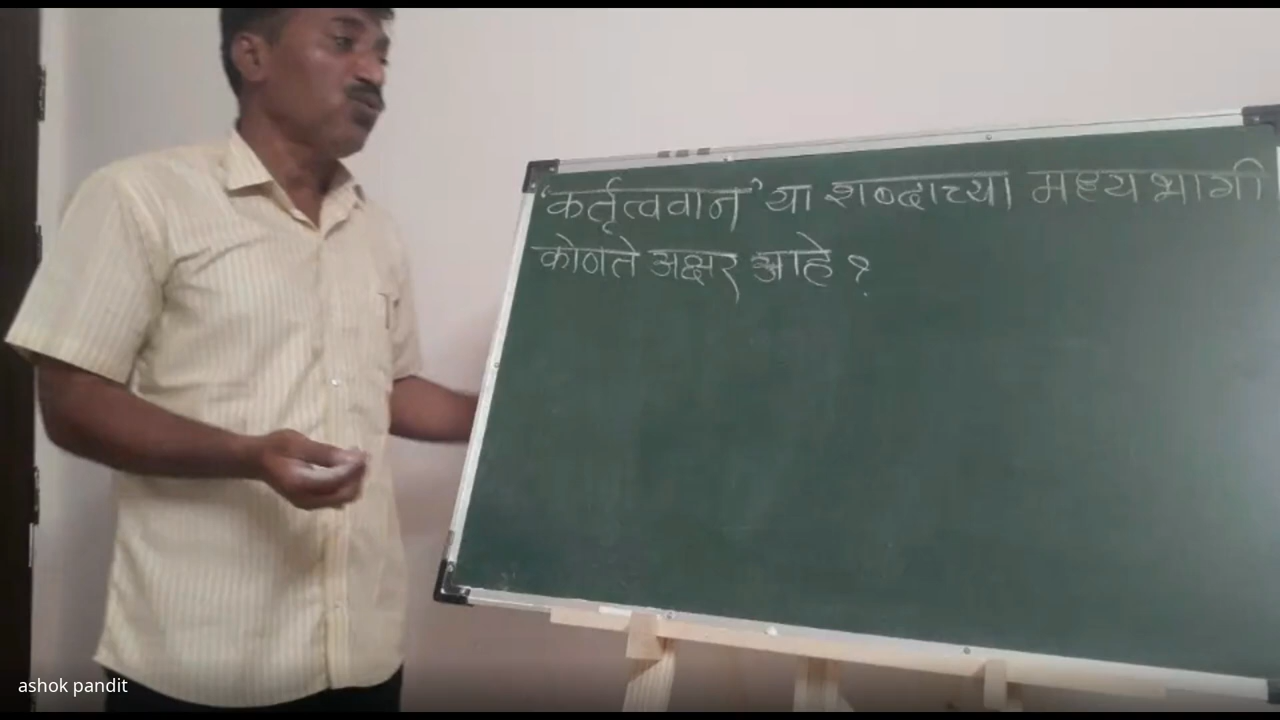 'कर्तृत्ववान' या शब्दाच्या मध्यभागी
कोणते अक्षर आहे ?
ashok pandit